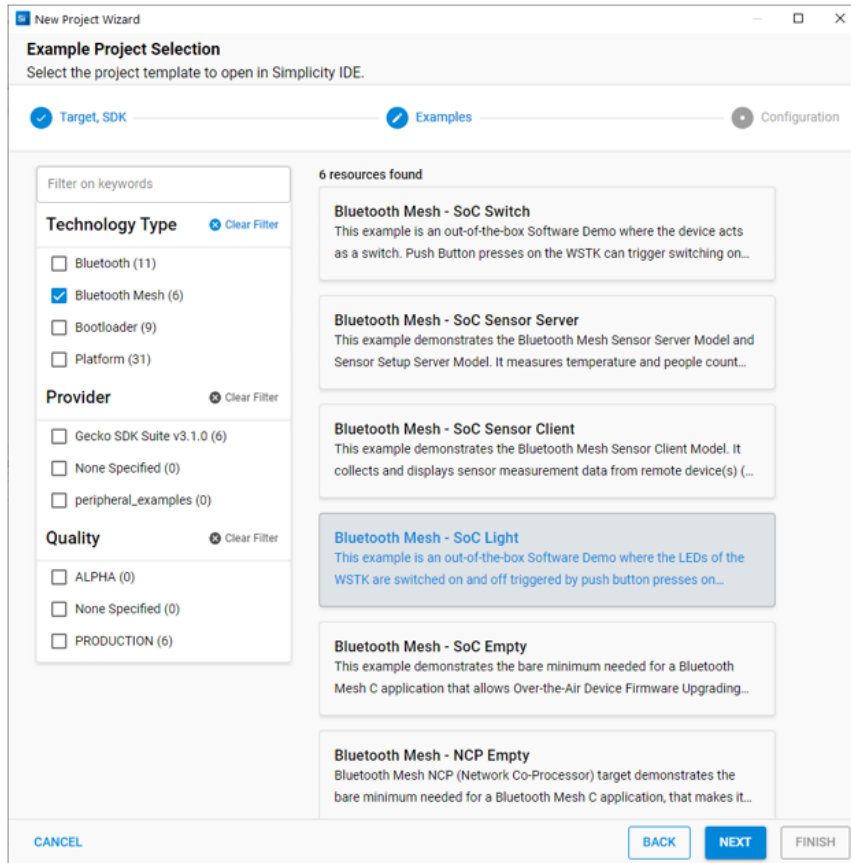 Si New Project Wizard
Example Project Selection
Select the project template to open in Simplicity IDE.
Target, SDK
Examples
Configuration
Filter on keywords
Technology Type
Clear Filter
Bluetooth (11)
Bluetooth Mesh (6)
Bootloader (9)
Platform (31)
Provider
Clear Filter
Gecko SDK Suite v3.1.0 (6)
None Specified (0)
peripheral_examples (0)
Quality
Clear Filter
ALPHA (0)
None Specified (0)
PRODUCTION (6)
6 resources found
Bluetooth Mesh - SoC Switch
This example is an out-of-the-box Software Demo where the device acts
as a switch. Push Button presses on the WSTK can trigger switching on...
Bluetooth Mesh - SoC Sensor Server
This example demonstrates the Bluetooth Mesh Sensor Server Model and
Sensor Setup Server Model. It measures temperature and people count...
Bluetooth Mesh - SoC Sensor Client
This example demonstrates the Bluetooth Mesh Sensor Client Model. It
collects and displays sensor measurement data from remote device(s) (...
Bluetooth Mesh - SoC Light
This example is an out-of-the-box Software Demo where the LEDs of the
WSTK are switched on and off triggered by push button presses on...
Bluetooth Mesh - SoC Empty
This example demonstrates the bare minimum needed for a Bluetooth
Mesh C application that allows Over-the-Air Device Firmware Upgrading...
Bluetooth Mesh - NCP Empty
Bluetooth Mesh NCP (Network Co-Processor) target demonstrates the
bare minimum needed for a Bluetooth Mesh C application, that makes it...
CANCEL
BACK
NEXT
FINISH